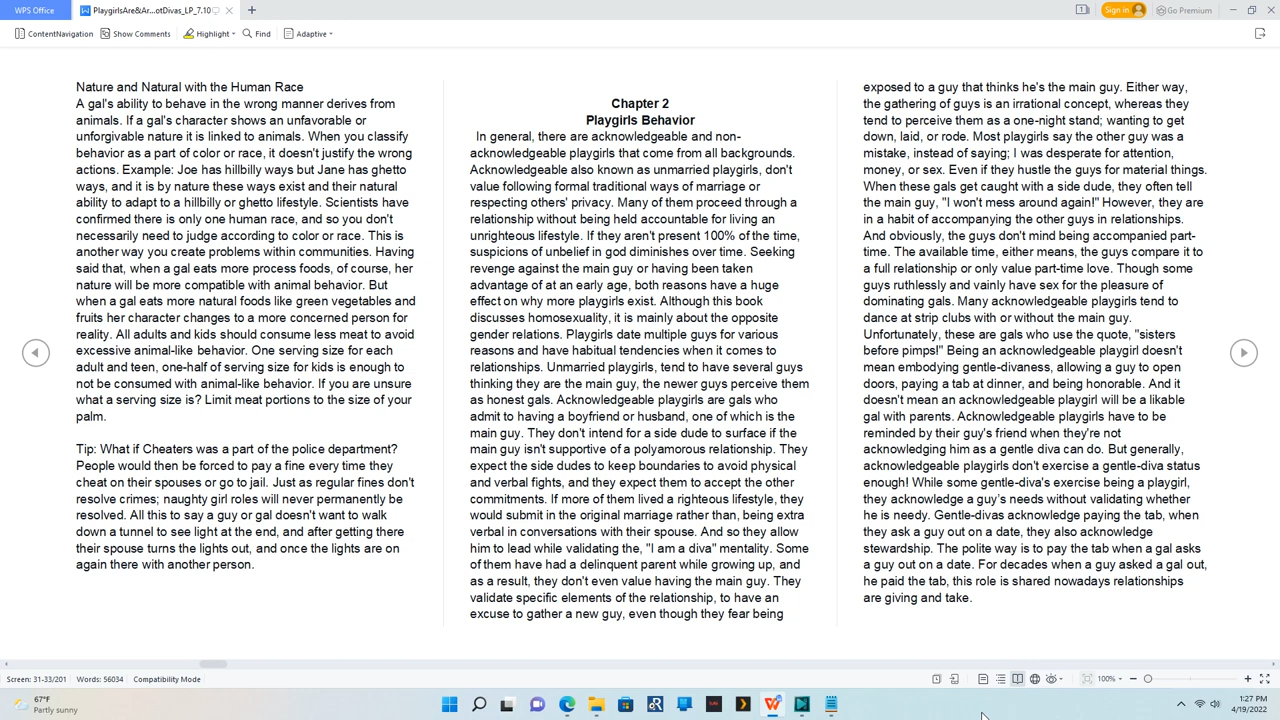 WPS Office
PlaygirlsAre&Ar...otDivas_LP_7.10
Sign in
Go Premium
ContentNavigation
Show Comments
Highlight
Find
Adaptive
Nature and Natural with the Human Race
A gal's ability to behave in the wrong manner derives from
animals. If a gal's character shows an unfavorable or
unforgivable nature it is linked to animals. When you classify
behavior as a part of color or race, it doesn't justify the wrong
actions. Example: Joe has hillbilly ways but Jane has ghetto
ways, and it is by nature these ways exist and their natural
ability to adapt to a hillbilly or ghetto lifestyle. Scientists have
confirmed there is only one human race, and so you don't
necessarily need to judge according to color or race. This is
another way you create problems within communities. Having
said that, when a gal eats more process foods, of course, her
nature will be more compatible with animal behavior. But
when a gal eats more natural foods like green vegetables and
fruits her character changes to a more concerned person for
reality. All adults and kids should consume less meat to avoid
excessive animal-like behavior. One serving size for each
adult and teen, one-half of serving size for kids is enough to
not be consumed with animal-like behavior. If you are unsure
what a serving size is? Limit meat portions to the size of your
palm.
Tip: What if Cheaters was a part of the police department?
People would then be forced to pay a fine every time they
cheat on their spouses or go to jail. Just as regular fines don't
resolve crimes; naughty girl roles will never permanently be
resolved. All this to say a guy or gal doesn't want to walk
down a tunnel to see light at the end, and after getting there
their spouse turns the lights out, and once the lights are on
again there with another person.
Chapter 2
Playgirls Behavior
In general, there are acknowledgeable and non-
acknowledgeable playgirls that come from all backgrounds.
Acknowledgeable also known as unmarried playgirls, don't
value following formal traditional ways of marriage or
respecting others' privacy. Many of them proceed through a
relationship without being held accountable for living an
unrighteous lifestyle. If they aren't present 100% of the time,
suspicions of unbelief in god diminishes over time. Seeking
revenge against the main guy or having been taken
advantage of at an early age, both reasons have a huge
effect on why more playgirls exist. Although this book
discusses homosexuality, it is mainly about the opposite
gender relations. Playgirls date multiple guys for various
reasons and have habitual tendencies when it comes to
relationships. Unmarried playgirls, tend to have several guys
thinking they are the main guy, the newer guys perceive them
as honest gals. Acknowledgeable playgirls are gals who
admit to having a boyfriend or husband, one of which is the
main guy. They don't intend for a side dude to surface if the
main guy isn't supportive of a polyamorous relationship. They
expect the side dudes to keep boundaries to avoid physical
and verbal fights, and they expect them to accept the other
commitments. If more of them lived a righteous lifestyle, they
would submit in the original marriage rather than, being extra
verbal in conversations with their spouse. And so they allow
him to lead while validating the, "I am a diva" mentality. Some
of them have had a delinquent parent while growing up, and
as a result, they don't even value having the main guy. They
validate specific elements of the relationship, to have an
excuse to gather a new guy, even though they fear being
exposed to a guy that thinks he's the main guy. Either way,
the gathering of guys is an irrational concept, whereas they
tend to perceive them as a one-night stand; wanting to get
down, laid, or rode. Most playgirls say the other guy was a
mistake, instead of saying; I was desperate for attention,
money, or sex. Even if they hustle the guys for material things.
When these gals get caught with a side dude, they often tell
the main guy, "I won't mess around again!" However, they are
in a habit of accompanying the other guys in relationships.
And obviously, the guys don't mind being accompanied part-
time. The available time, either means, the guys compare it to
a full relationship or only value part-time love. Though some
guys ruthlessly and vainly have sex for the pleasure of
dominating gals. Many acknowledgeable playgirls tend to
dance at strip clubs with or without the main guy.
Unfortunately, these are gals who use the quote, "sisters
before pimps!" Being an acknowledgeable playgirl doesn't
mean embodying gentle-divaness, allowing a guy to open
doors, paying a tab at dinner, and being honorable. And it
doesn't mean an acknowledgeable playgirl will be a likable
gal with parents. Acknowledgeable playgirls have to be
reminded by their guy's friend when they're not
acknowledging him as a gentle diva can do. But generally,
acknowledgeable playgirls don't exercise a gentle-diva status
enough! While some gentle-diva's exercise being a playgirl,
they acknowledge a guy's needs without validating whether
he is needy. Gentle-divas acknowledge paying the tab, when
they ask a guy out on a date, they also acknowledge
stewardship. The polite way is to pay the tab when a gal asks
a guy out on a date. For decades when a guy asked a gal out,
he paid the tab, this role is shared nowadays relationships
are giving and take.
Screen: 31-33/201
Words: 56034
Compatibility Mode
100%
67°F
Partly sunny
1:27 PM
4/19/2022